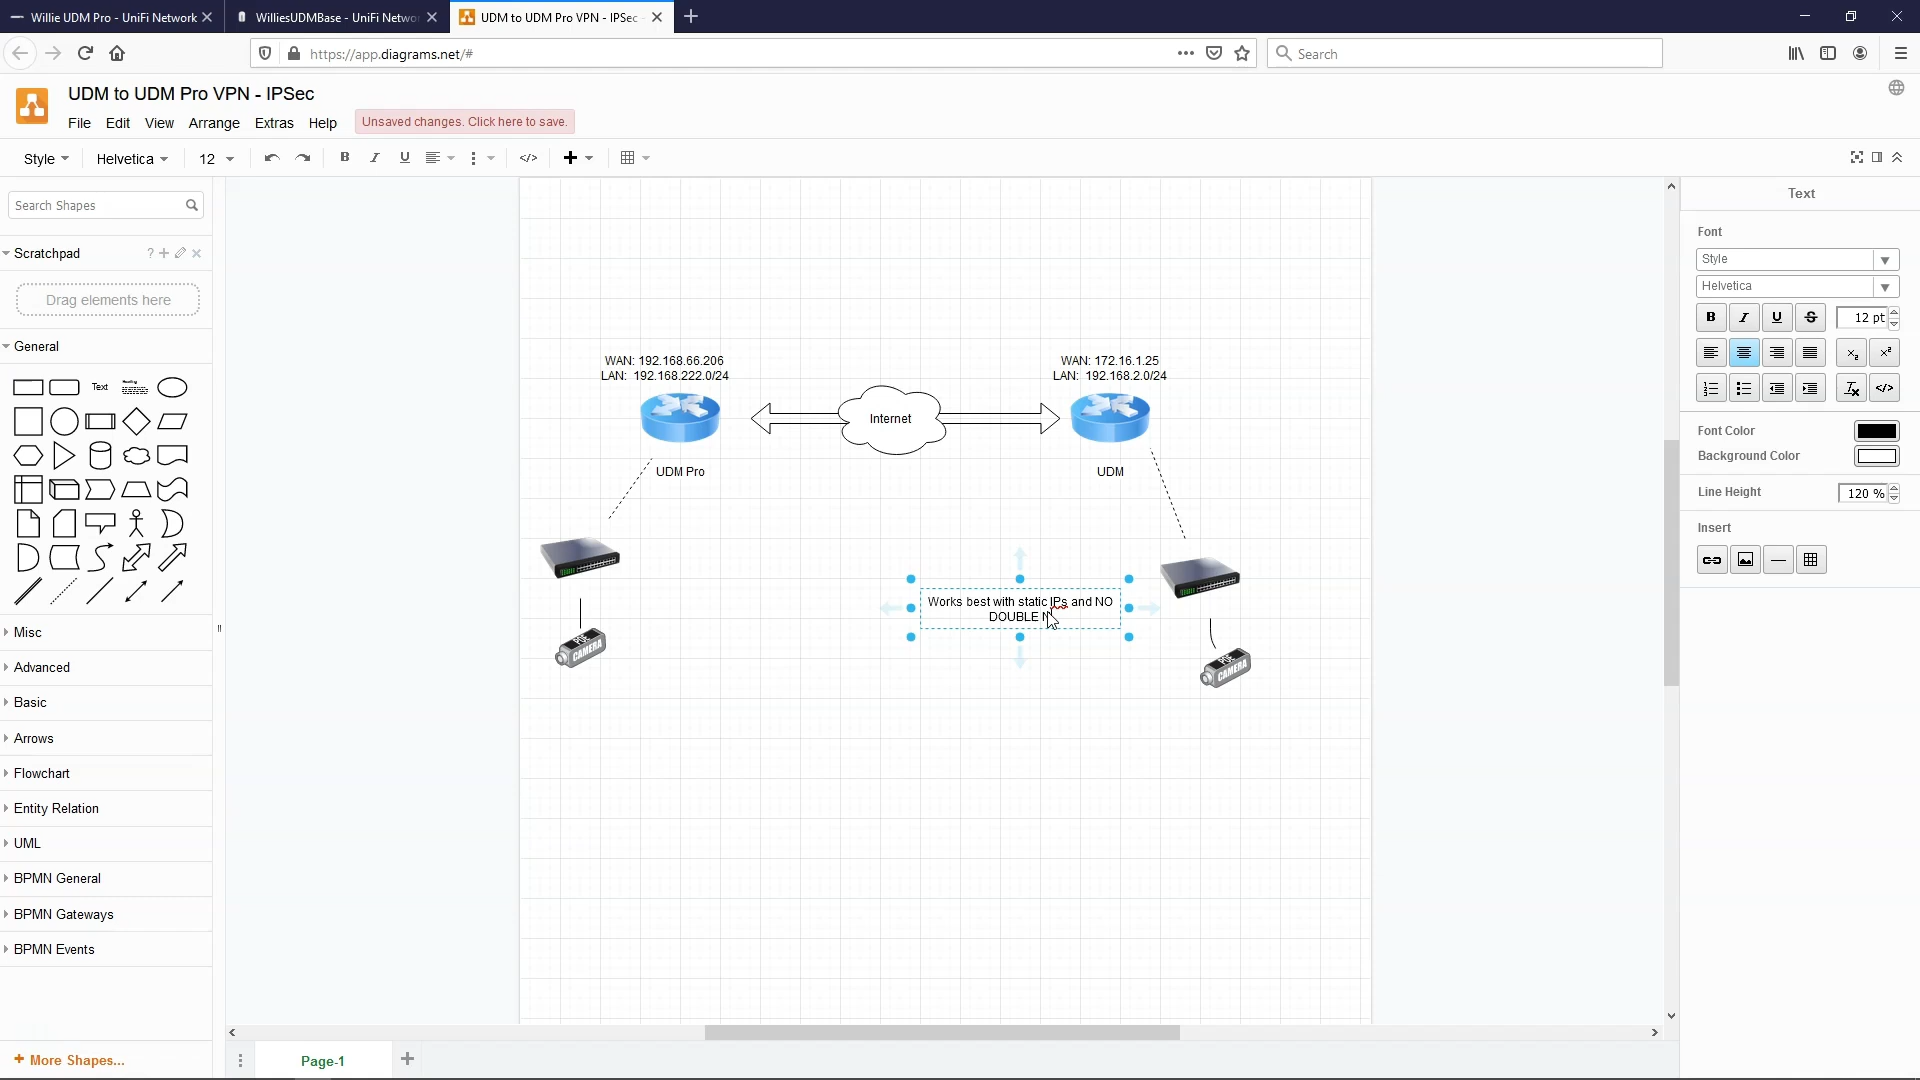 Willie UDM Pro - UniFi Network
WilliesUDMBase - UniFi Netwo
UDM to UDM Pro VPN - IPSec -
https://app.diagrams.net/#
Search
UDM to UDM Pro VPN - IPSec
File Edit View Arrange Extras Help
Unsaved changes. Click here to save.
Style Helvetica 12 B I U
Search Shapes
Scratchpad
?
Drag elements here
General
Text
Heading
Misc
Advanced
Basic
Arrows
Flowchart
Entity Relation
UML
BPMN General
BPMN Gateways
BPMN Events
+ More Shapes...
WAN: 192.168.66.206
LAN: 192.168.222.0/24
WAN: 172.16.1.25
LAN: 192.168.2.0/24
Internet
UDM Pro
UDM
Works best with static IPs and NO
DOUBLE N
POE
CAMERA
POE
CAMERA
Page-1
Text
Font
Style
Helvetica
B I U S 12 pt
Font Color
Background Color
Line Height 120 %
Insert